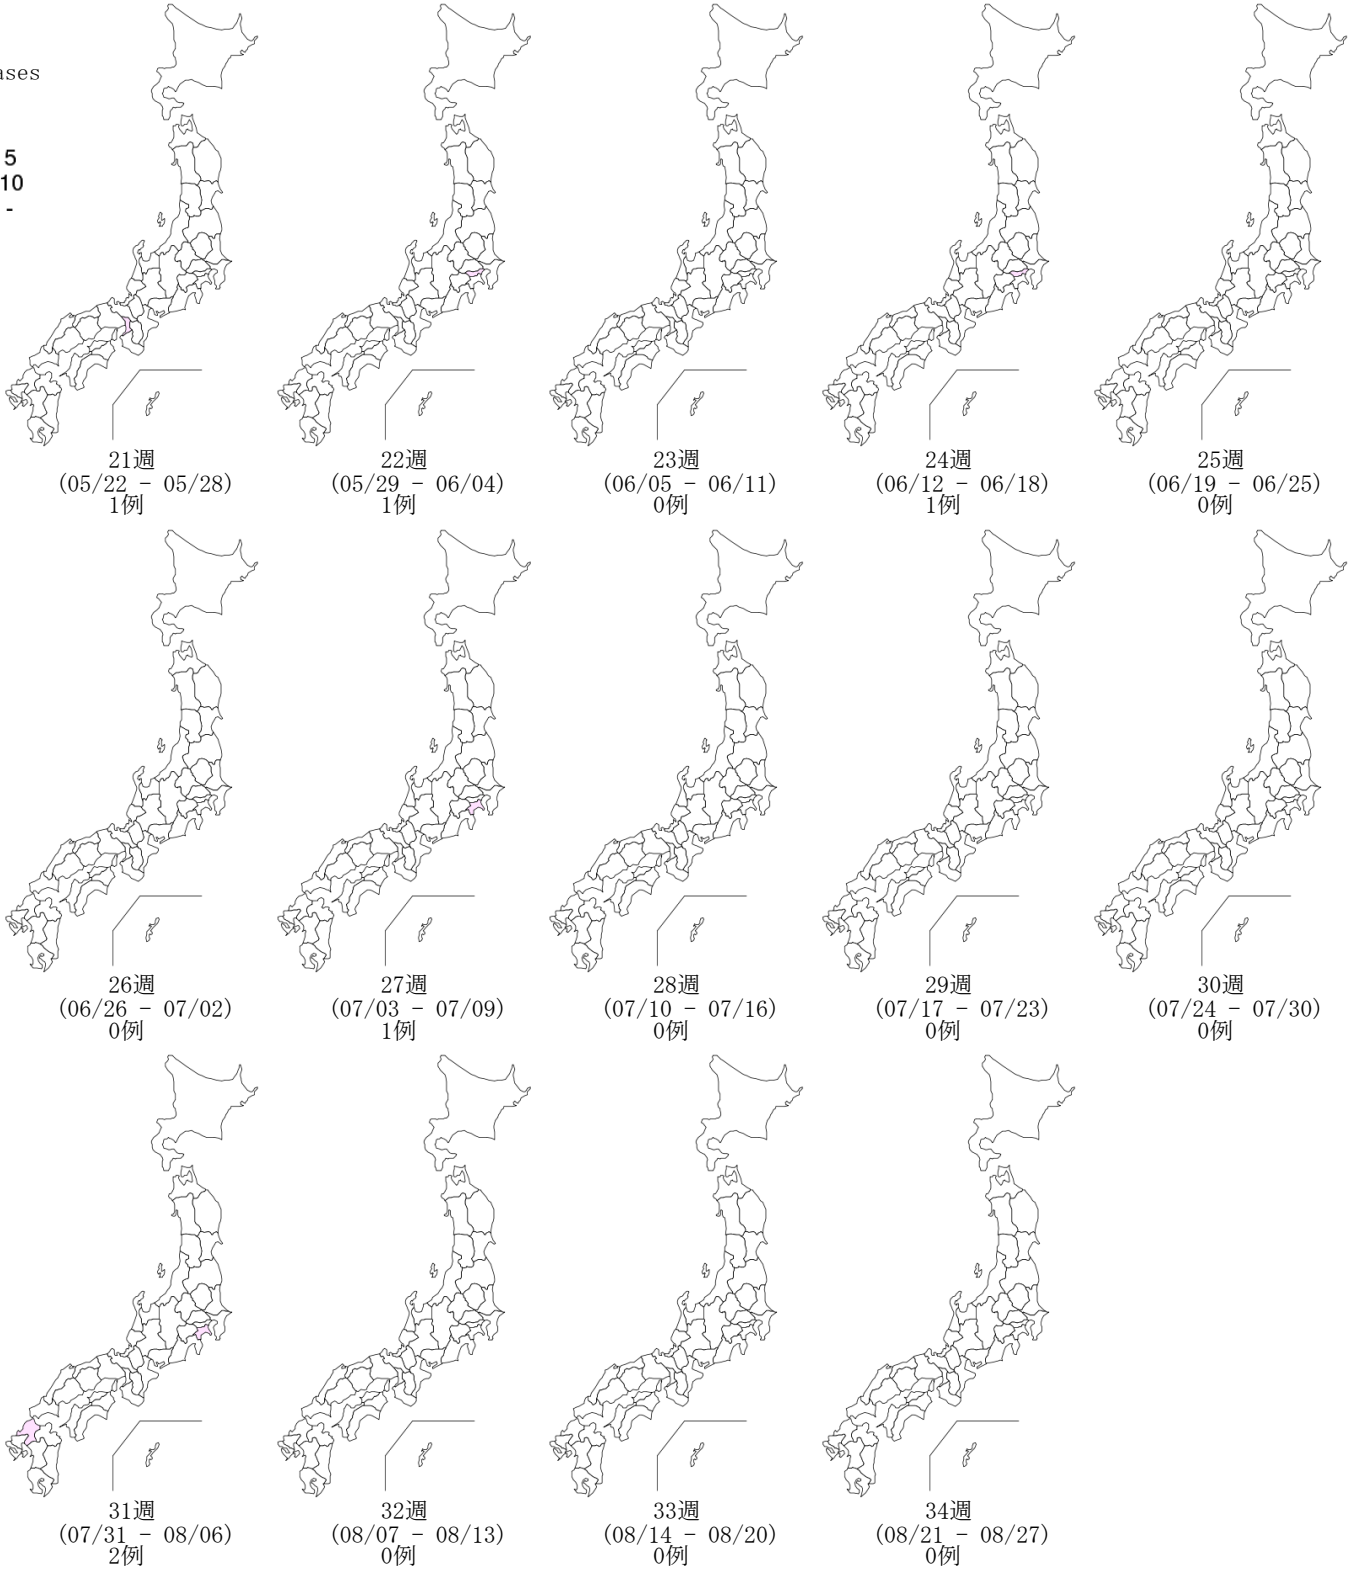 ases
5
10
-
21週
(05/22 - 05/28)
1例
22週
(05/29 - 06/04)
1例
23週
(06/05 - 06/11)
0例
24週
(06/12 - 06/18)
1例
25週
(06/19 - 06/25)
0例
26週
(06/26 - 07/02)
0例
27週
(07/03 - 07/09)
1例
28週
(07/10 - 07/16)
0例
29週
(07/17 - 07/23)
0例
30週
(07/24 - 07/30)
0例
31週
(07/31 - 08/06)
2例
32週
(08/07 - 08/13)
0例
33週
(08/14 - 08/20)
0例
34週
(08/21 - 08/27)
0例